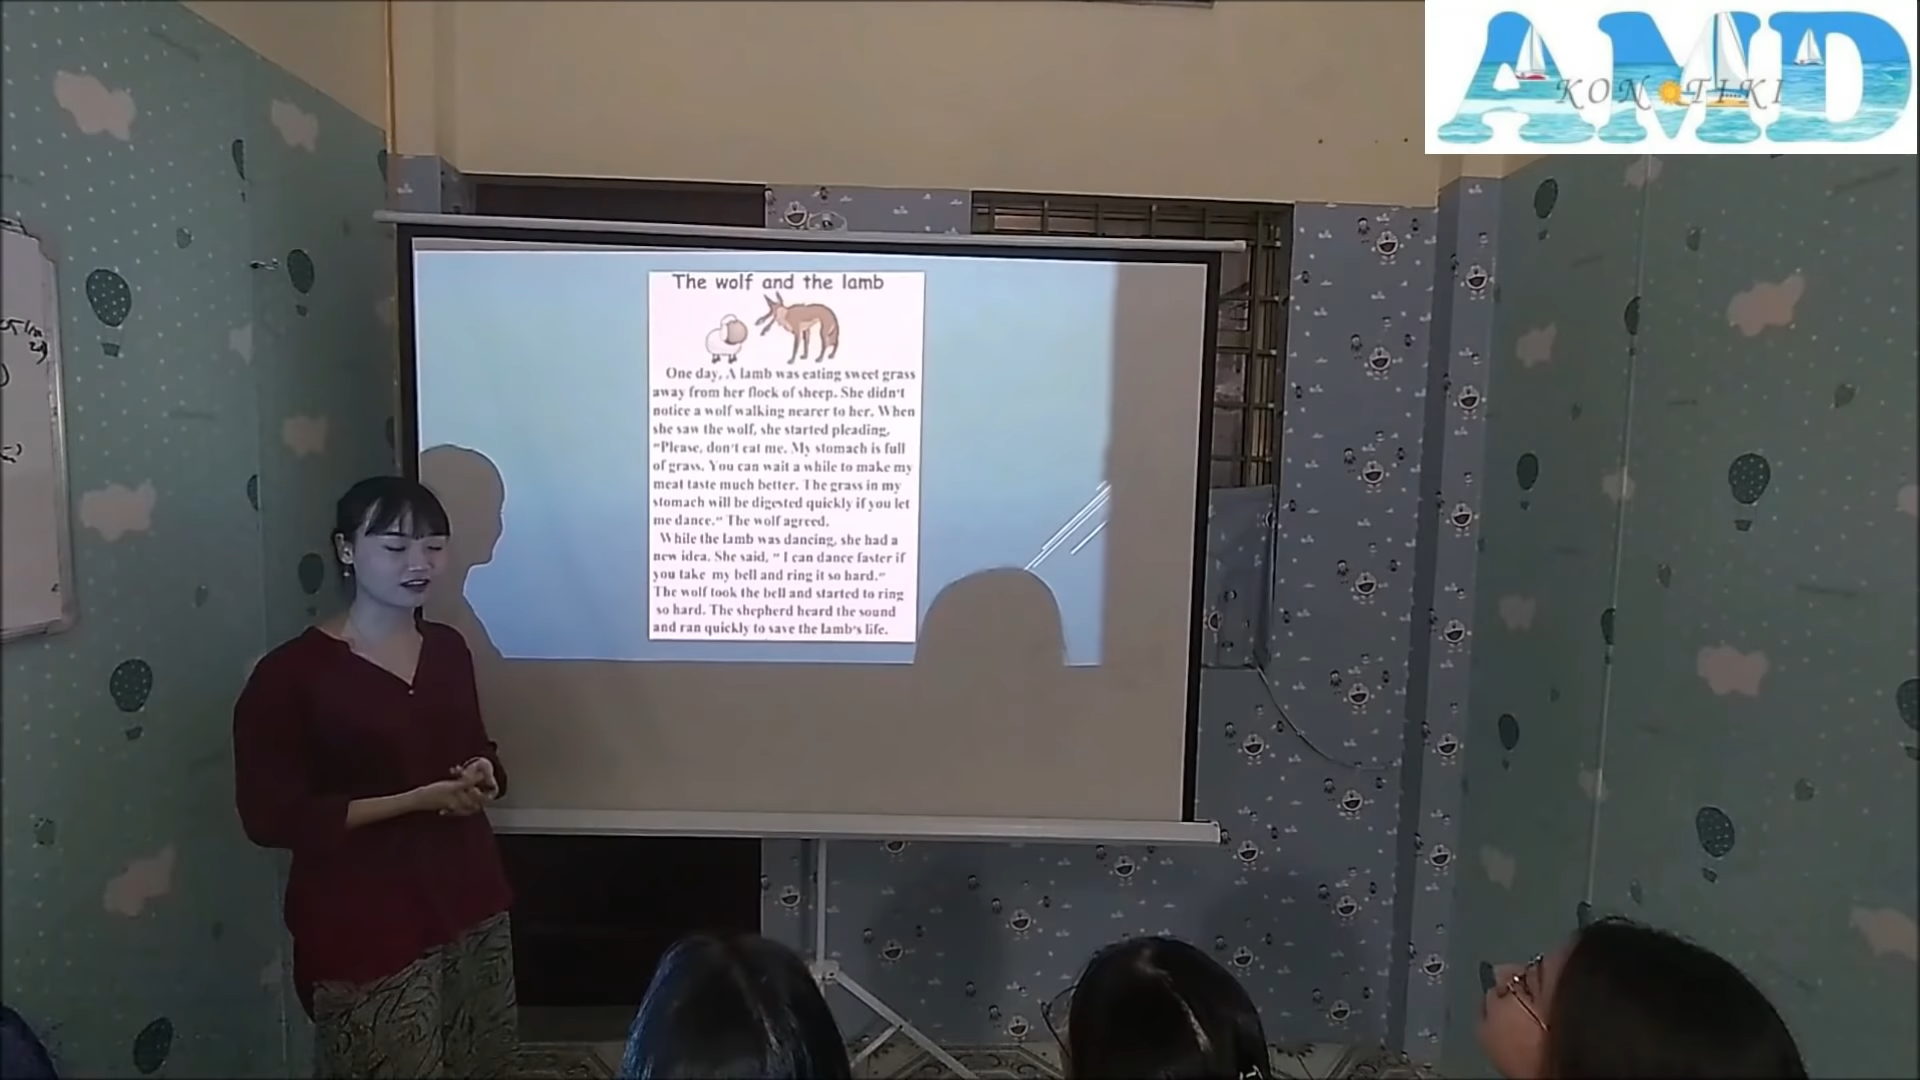 AMD
KON TIKI
The wolf and the lamb
One day, A lamb was eating sweet grass
away from her flock of sheep. She didn't
notice a wolf walking nearer to her. When
she saw the wolf, she started pleading,
"Please, don't eat me. My stomach is full
of grass. You can wait a while to make my
meat taste much better. The grass in my
stomach will be digested quickly if you let
me dance." The wolf agreed.
While the lamb was dancing, she had a
new idea. She said, " I can dance faster if
you take my bell and ring it so hard."
The wolf took the bell and started to ring
so hard. The shepherd heard the sound
and ran quickly to save the lamb's life.